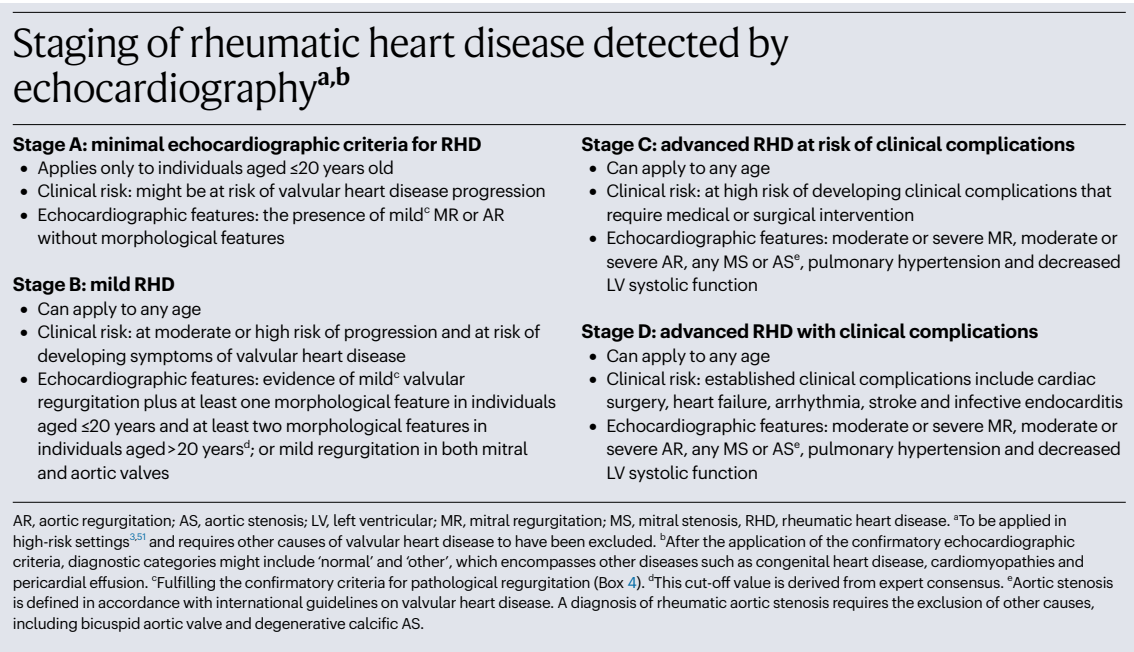 Staging of rheumatic heart disease detected by
echocardiographyᵃ,ᵇ
Stage A: minimal echocardiographic criteria for RHD
• Applies only to individuals aged ≤20 years old
• Clinical risk: might be at risk of valvular heart disease progression
• Echocardiographic features: the presence of mildᶜ MR or AR
without morphological features
Stage B: mild RHD
• Can apply to any age
• Clinical risk: at moderate or high risk of progression and at risk of
developing symptoms of valvular heart disease
• Echocardiographic features: evidence of mildᶜ valvular
regurgitation plus at least one morphological feature in individuals
aged ≤20 years and at least two morphological features in
individuals aged>20 yearsᵈ; or mild regurgitation in both mitral
and aortic valves
Stage C: advanced RHD at risk of clinical complications
• Can apply to any age
• Clinical risk: at high risk of developing clinical complications that
require medical or surgical intervention
• Echocardiographic features: moderate or severe MR, moderate or
severe AR, any MS or ASᵉ, pulmonary hypertension and decreased
LV systolic function
Stage D: advanced RHD with clinical complications
• Can apply to any age
• Clinical risk: established clinical complications include cardiac
surgery, heart failure, arrhythmia, stroke and infective endocarditis
• Echocardiographic features: moderate or severe MR, moderate or
severe AR, any MS or ASᵉ, pulmonary hypertension and decreased
LV systolic function
AR, aortic regurgitation; AS, aortic stenosis; LV, left ventricular; MR, mitral regurgitation; MS, mitral stenosis, RHD, rheumatic heart disease. ᵃTo be applied in
high-risk settings³,⁵¹ and requires other causes of valvular heart disease to have been excluded. ᵇAfter the application of the confirmatory echocardiographic
criteria, diagnostic categories might include ‘normal’ and ‘other’, which encompasses other diseases such as congenital heart disease, cardiomyopathies and
pericardial effusion. ᶜFulfilling the confirmatory criteria for pathological regurgitation (Box 4). ᵈThis cut-off value is derived from expert consensus. ᵉAortic stenosis
is defined in accordance with international guidelines on valvular heart disease. A diagnosis of rheumatic aortic stenosis requires the exclusion of other causes,
including bicuspid aortic valve and degenerative calcific AS.